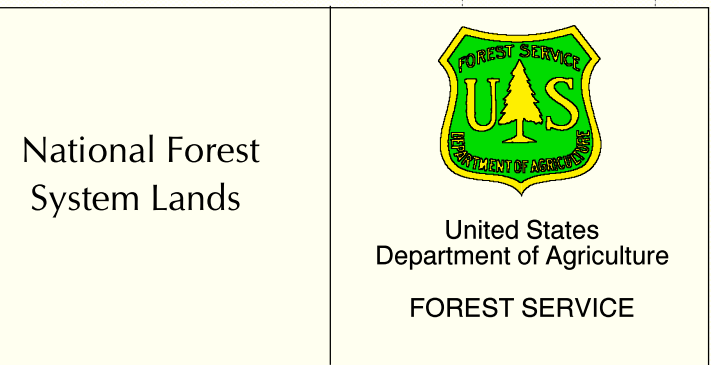 National Forest
System Lands
FOREST SERVICE
U S
DEPARTMENT OF AGRICULTURE
United States
Department of Agriculture
FOREST SERVICE